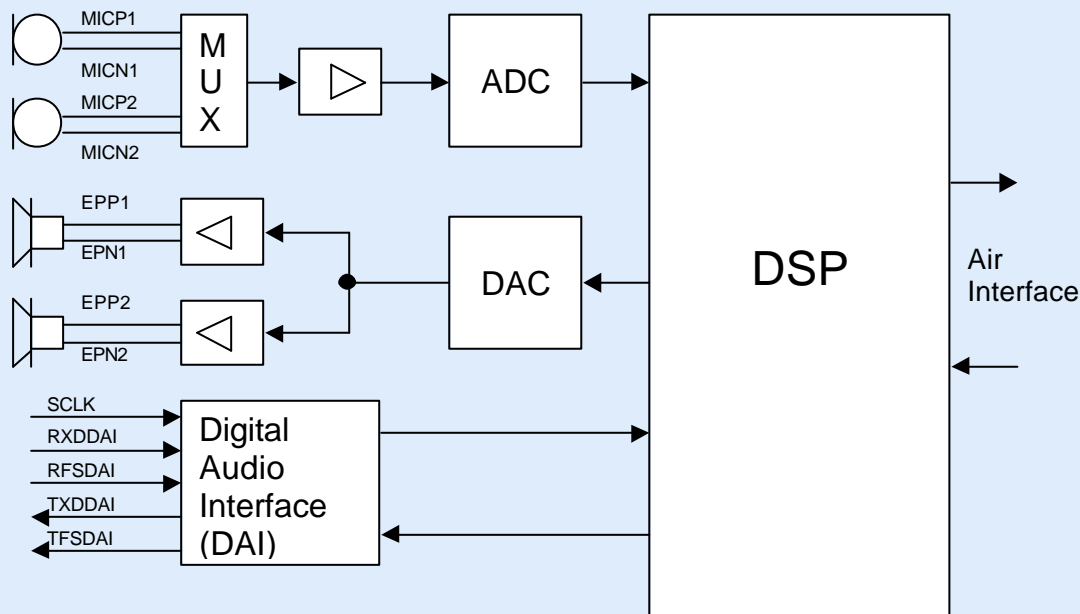 MICP1
MICN1
MICP2
MICN2
M
U
X
ADC
EPP1
EPN1
EPP2
EPN2
DAC
DSP
Air
Interface
SCLK
RXDDAI
RFSDAI
TXDDAI
TFSDAI
Digital
Audio
Interface
(DAI)